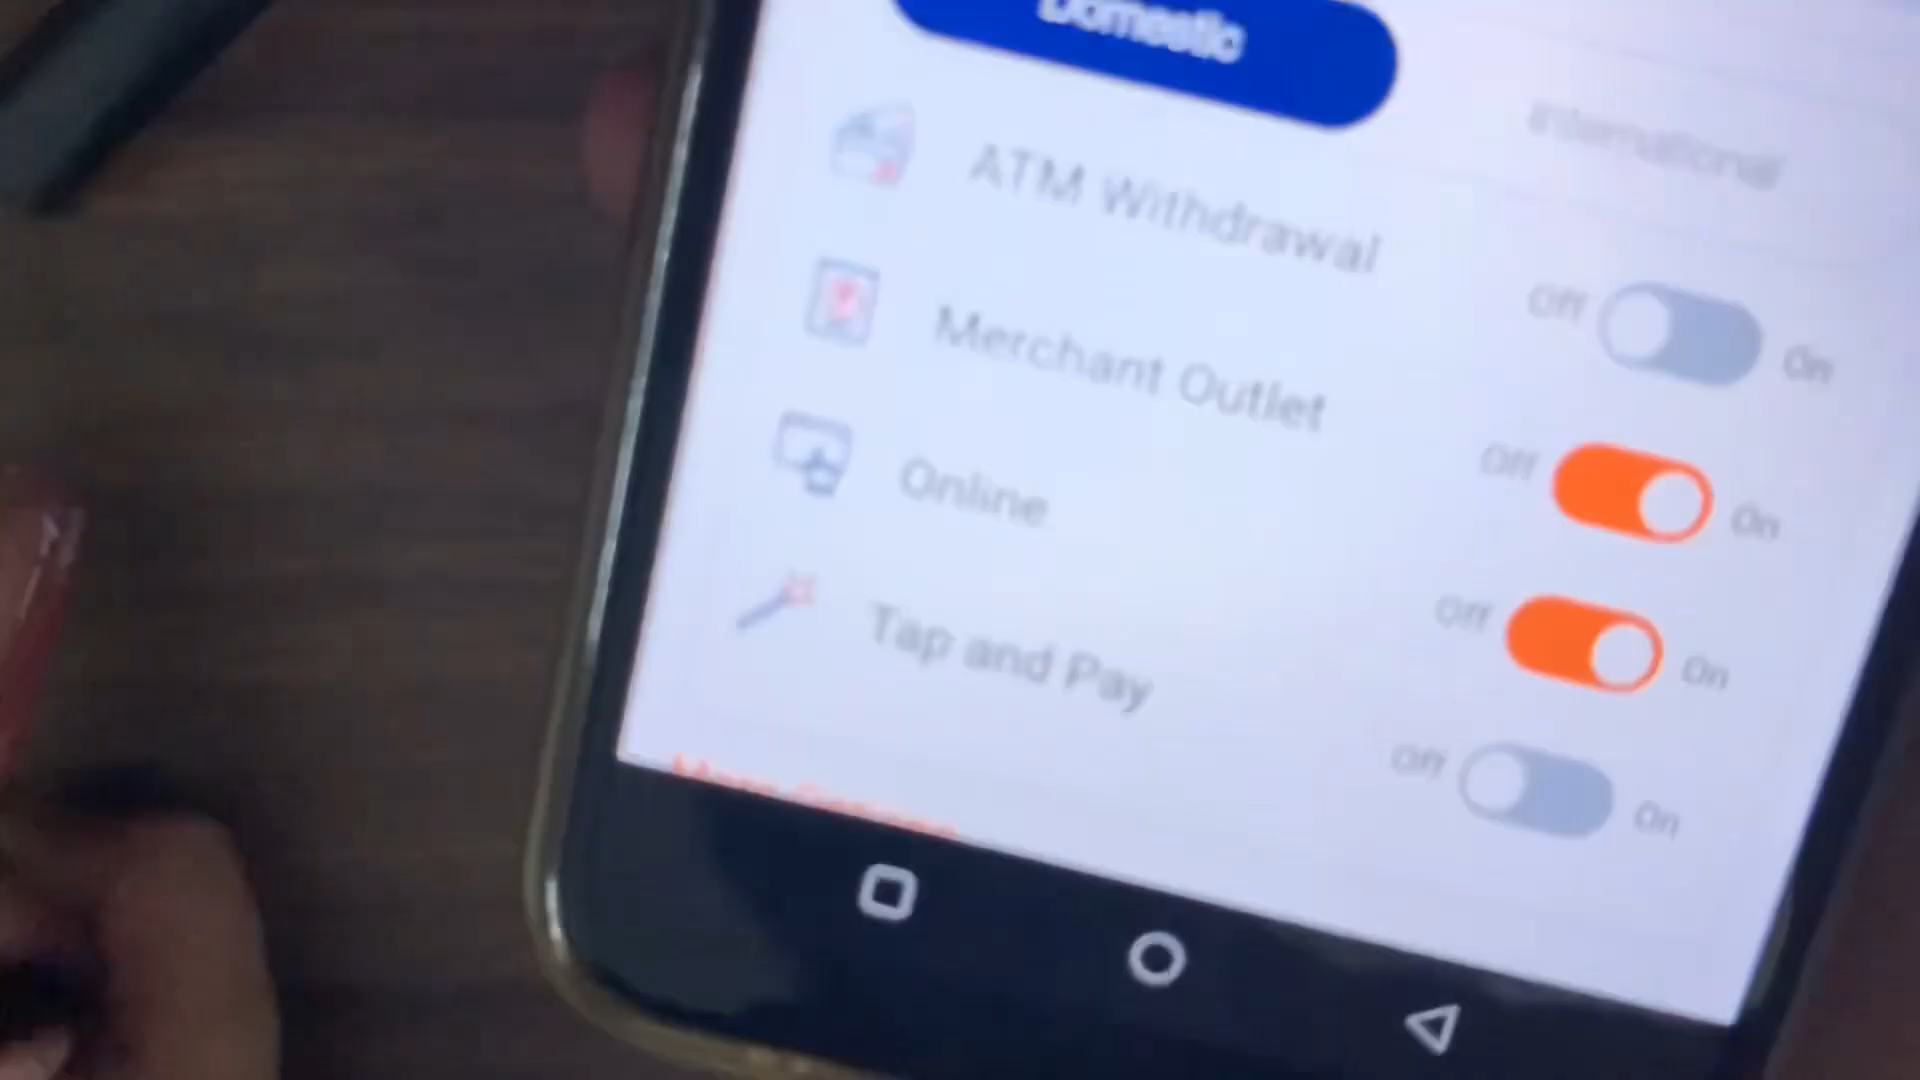 Domestic
International
ATM Withdrawal
Off On
Merchant Outlet
Off On
Online
Off On
Tap and Pay
Off On